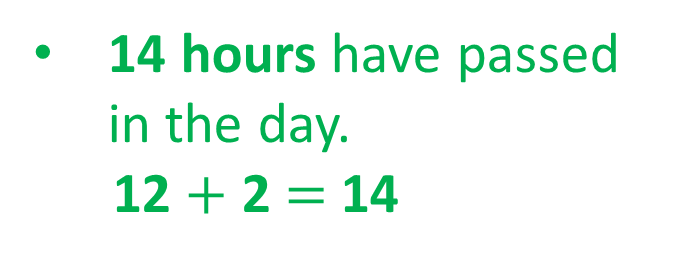 • 14 hours have passed
in the day.
12 + 2 = 14